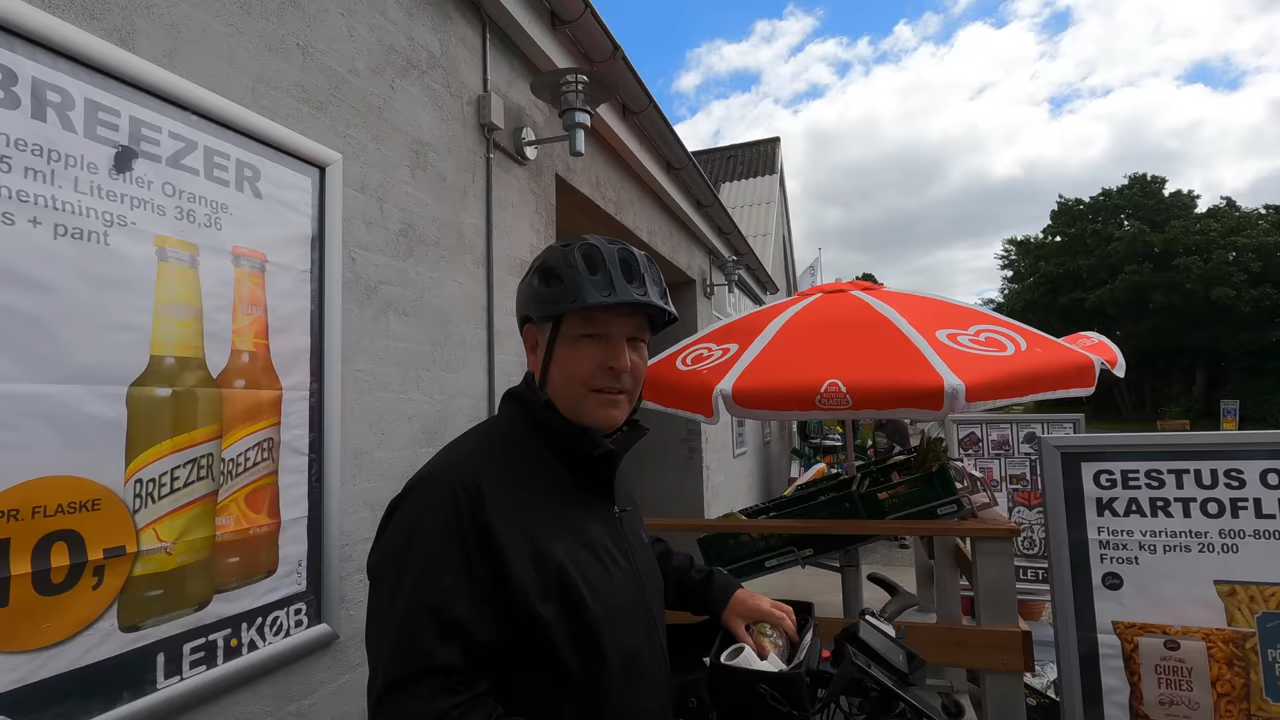 BREEZER
neapple eller Orange.
5 ml. Literpris 36,36
nentnings-
s + pant
PR. FLASKE
10,-
BREEZER
BREEZER
LET·KØB
100%
RECYCLED
PLASTIC
LET
GESTUS O
KARTOFL
Flere varianter. 600-800
Max. kg pris 20,00
Frost
CURLY
FRIES